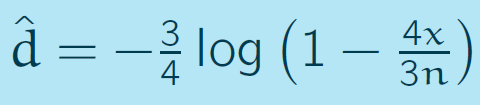 d̂ = −3/4 log (1 − 4x/3n)